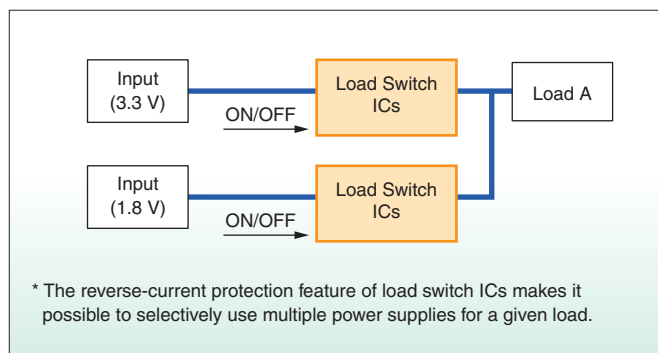 Input
(3.3 V)
ON/OFF
Load Switch
ICs
Load A
Input
(1.8 V)
ON/OFF
Load Switch
ICs
* The reverse-current protection feature of load switch ICs makes it
possible to selectively use multiple power supplies for a given load.